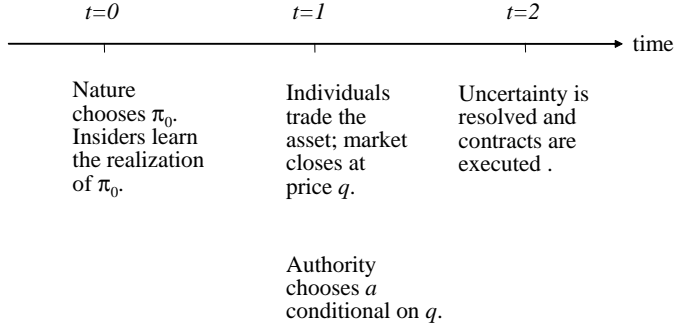 t=0
t=1
t=2
time
Nature
chooses π0.
Insiders learn
the realization
of π0.
Individuals
trade the
asset; market
closes at
price q.
Uncertainty is
resolved and
contracts are
executed .
Authority
chooses a
conditional on q.